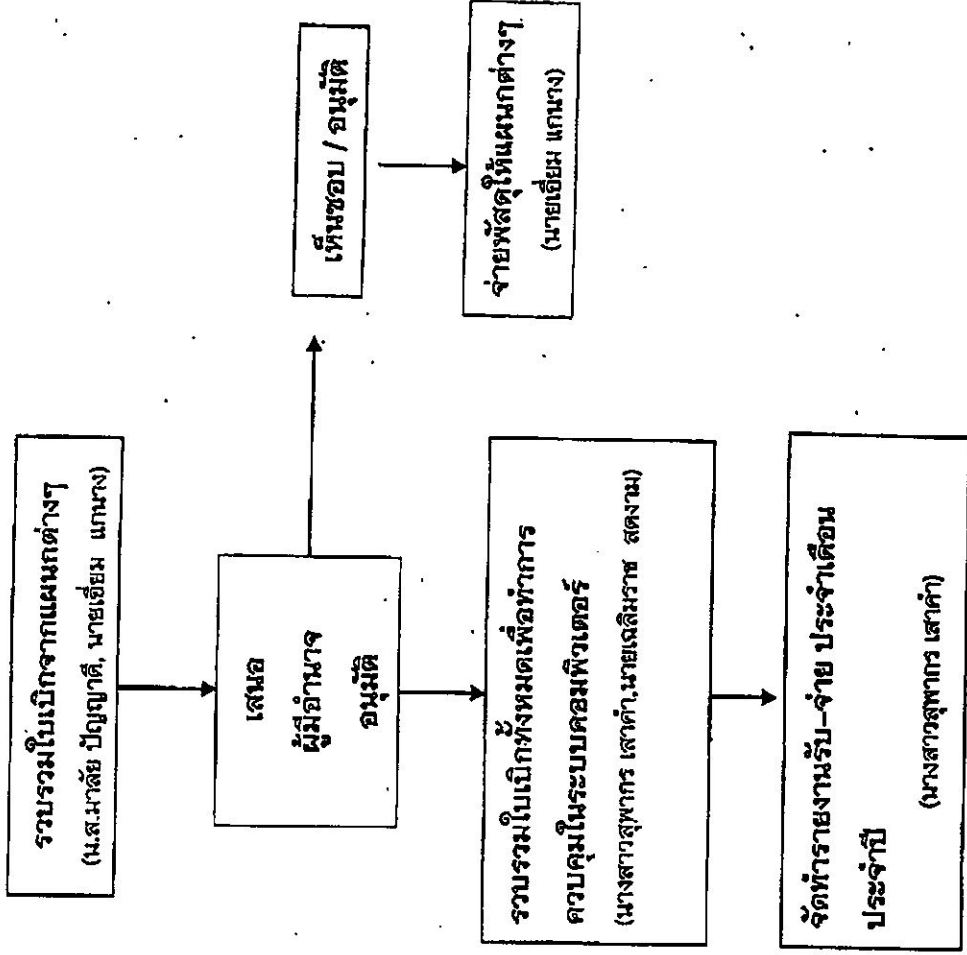 รวบรวมใบเบิกจากแผนกต่างๆ
(น.ส.มาลัย ปัญญาดี, นายเอี่ยม แกนาง)
เสนอ
ผู้มีอำนาจ
อนุมัติ
เห็นชอบ / อนุมัติ
จ่ายพัสดุให้แผนกต่างๆ
(นายเอี่ยม แกนาง)
รวบรวมใบเบิกทั้งหมดเพื่อทำการ
ควบคุมในระบบคอมพิวเตอร์
(นางสาวสุพากร เสาคำ,นายเฉลิมราช สดงาม)
จัดทำรายงานรับ-จ่าย ประจำเดือน
ประจำปี
(นางสาวสุพากร เสาคำ)